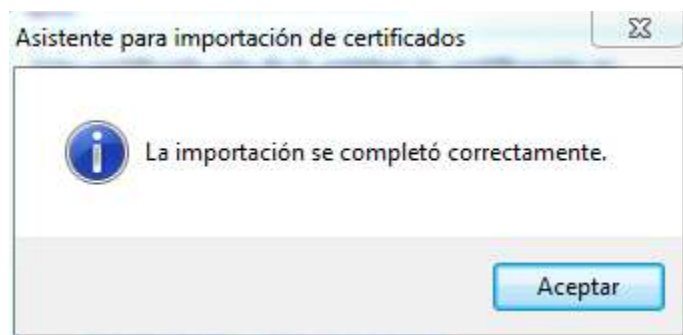 Asistente para importación de certificados
La importación se completó correctamente.
Aceptar